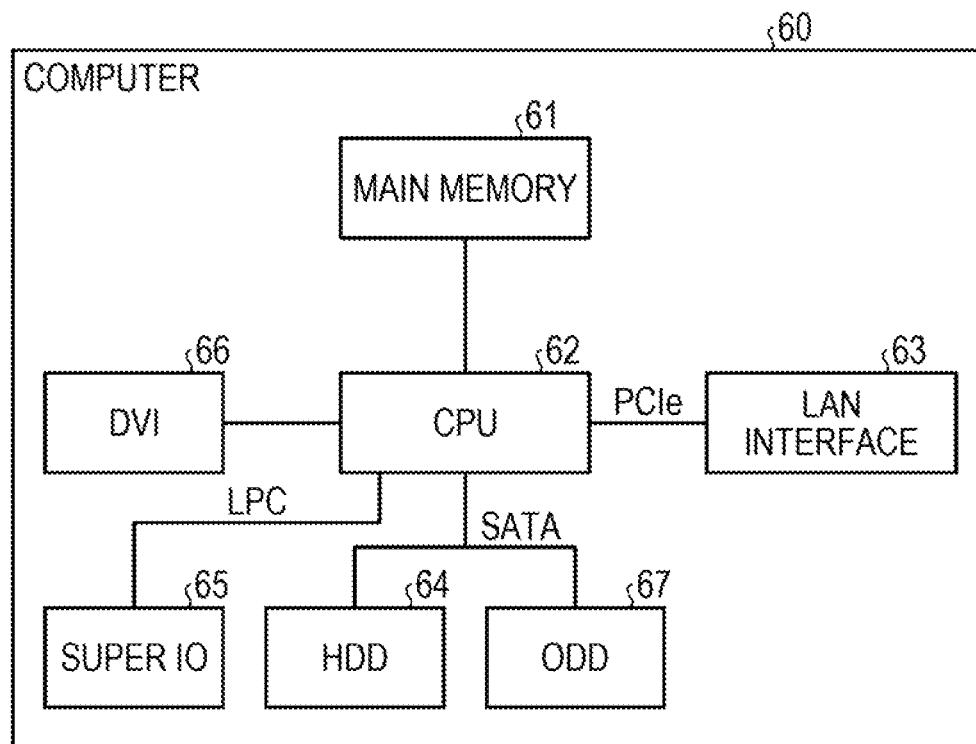 60
COMPUTER
61
MAIN MEMORY
66
DVI
62
CPU
PCIe
63
LAN
INTERFACE
LPC
SATA
65
SUPER IO
64
HDD
67
ODD